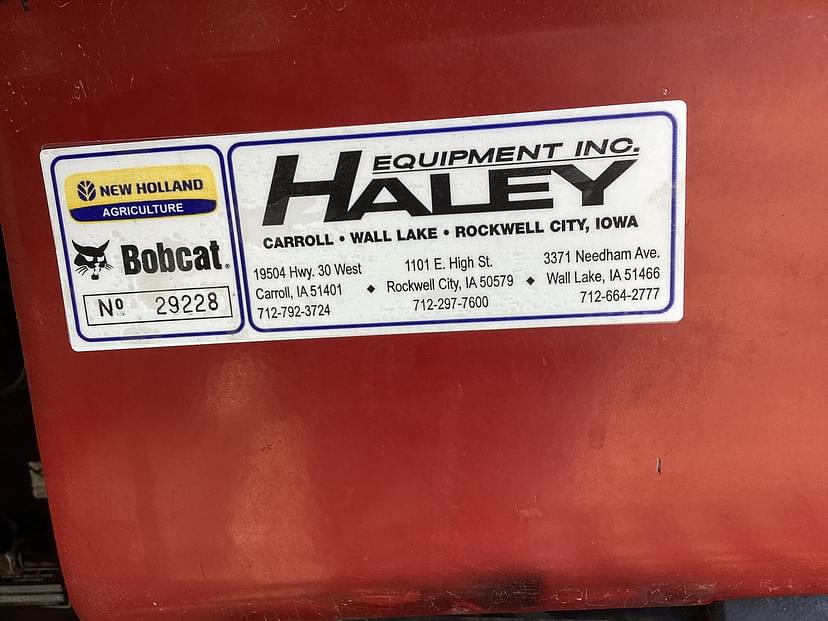 NEW HOLLAND
AGRICULTURE
Bobcat®
Nº 29228
EQUIPMENT INC.
HALEY
CARROLL • WALL LAKE • ROCKWELL CITY, IOWA
19504 Hwy. 30 West
Carroll, IA 51401
712-792-3724
◆
1101 E. High St.
Rockwell City, IA 50579
712-297-7600
◆
3371 Needham Ave.
Wall Lake, IA 51466
712-664-2777